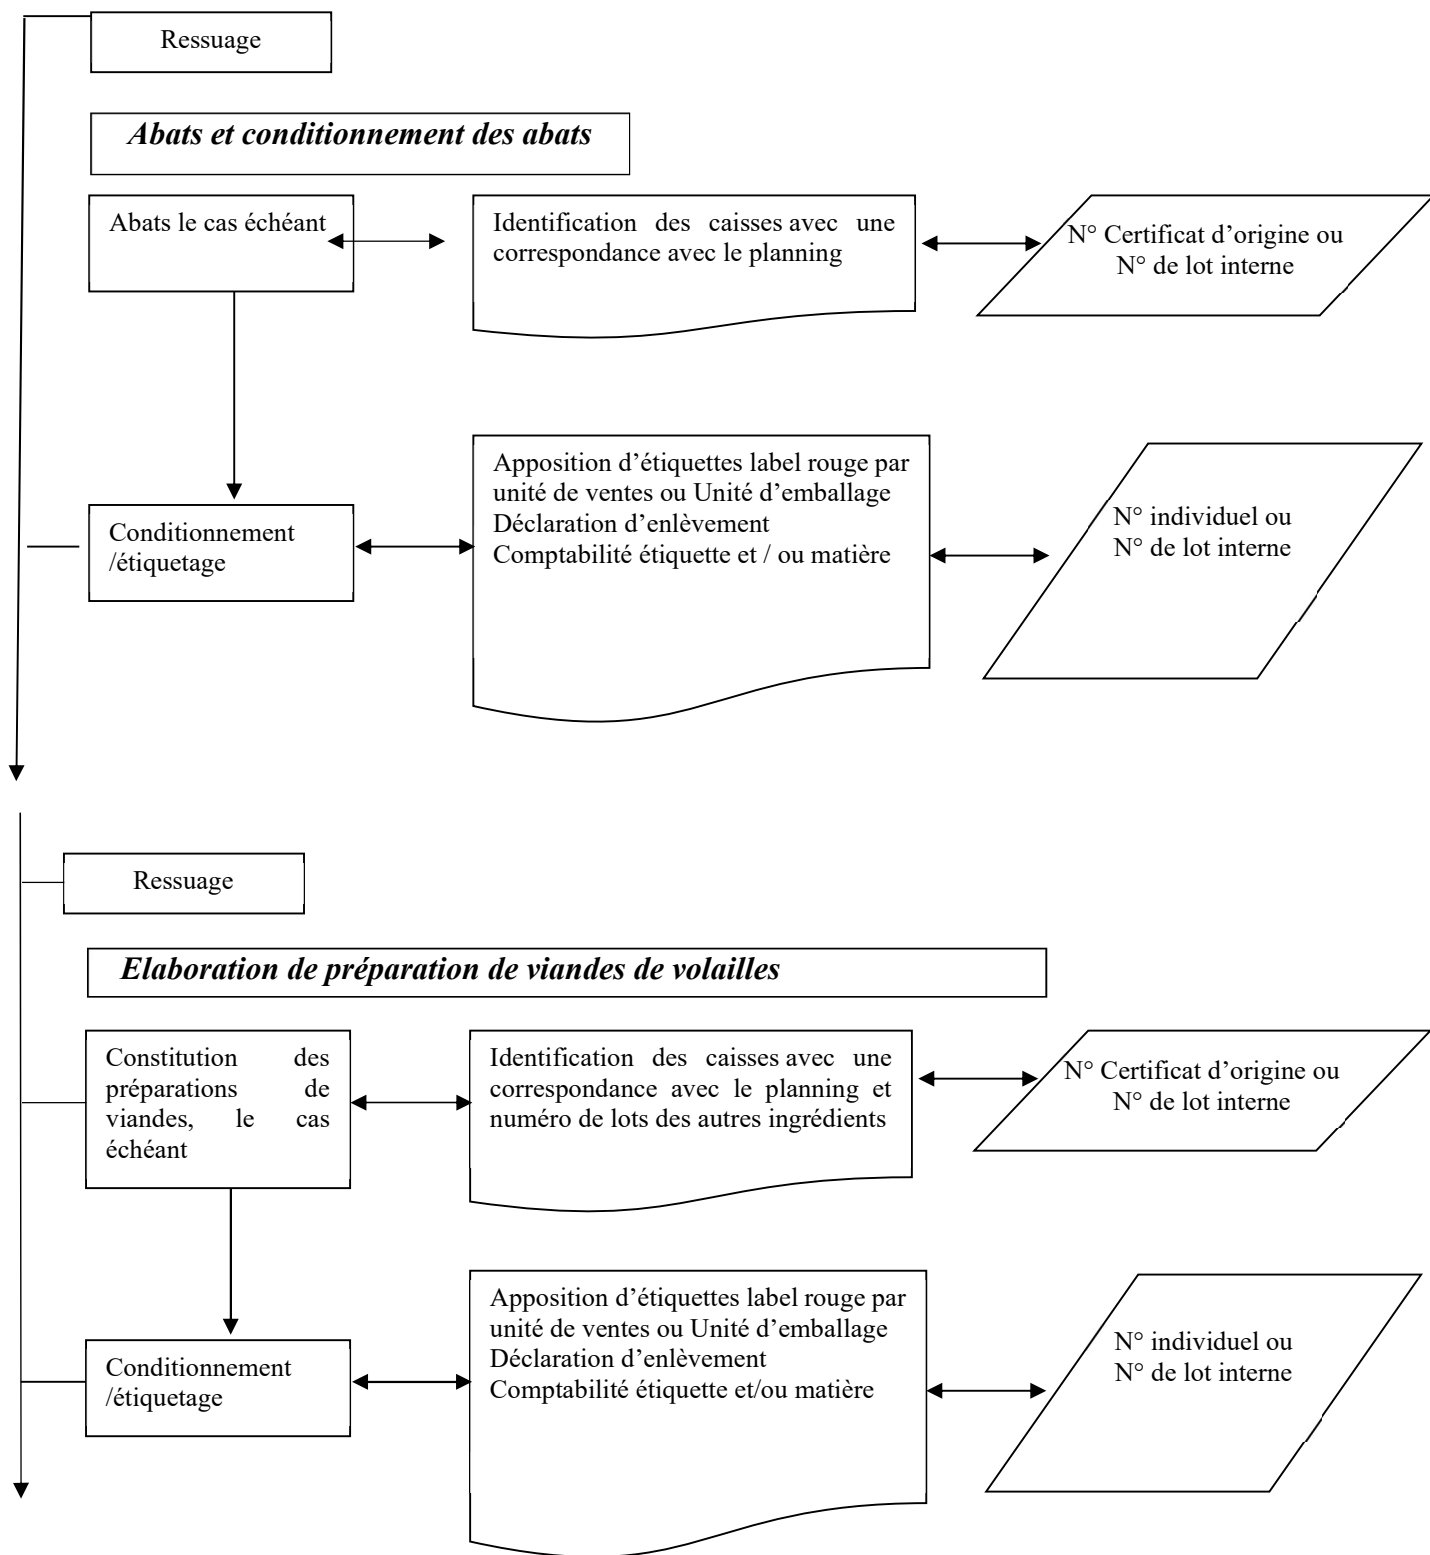 Ressuage
Abats et conditionnement des abats
Abats le cas échéant
Identification des caisses avec une
correspondance avec le planning
N° Certificat d'origine ou
N° de lot interne
Conditionnement
/étiquetage
Apposition d'étiquettes label rouge par
unité de ventes ou Unité d'emballage
Déclaration d'enlèvement
Comptabilité étiquette et / ou matière
N° individuel ou
N° de lot interne
Ressuage
Elaboration de préparation de viandes de volailles
Constitution des
préparations de
viandes, le cas
échéant
Identification des caisses avec une
correspondance avec le planning et
numéro de lots des autres ingrédients
N° Certificat d'origine ou
N° de lot interne
Conditionnement
/étiquetage
Apposition d'étiquettes label rouge par
unité de ventes ou Unité d'emballage
Déclaration d'enlèvement
Comptabilité étiquette et/ou matière
N° individuel ou
N° de lot interne